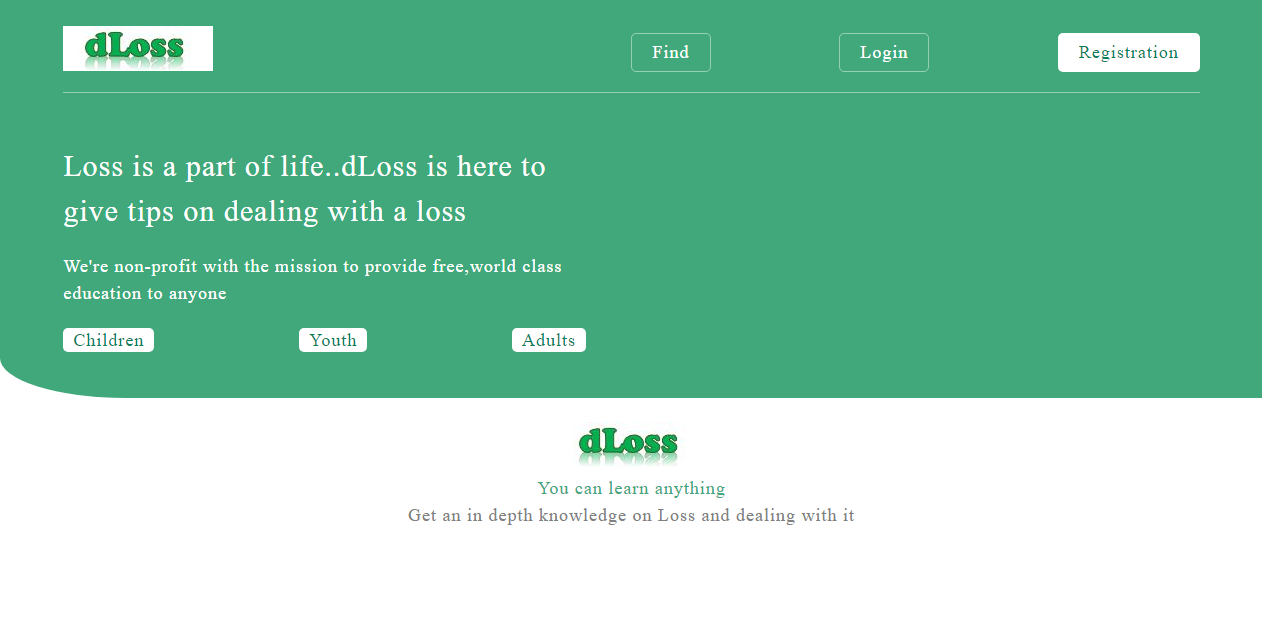 dLoss
Find
Login
Registration
Loss is a part of life..dLoss is here to
give tips on dealing with a loss
We're non-profit with the mission to provide free,world class
education to anyone
Children
Youth
Adults
dLoss
You can learn anything
Get an in depth knowledge on Loss and dealing with it